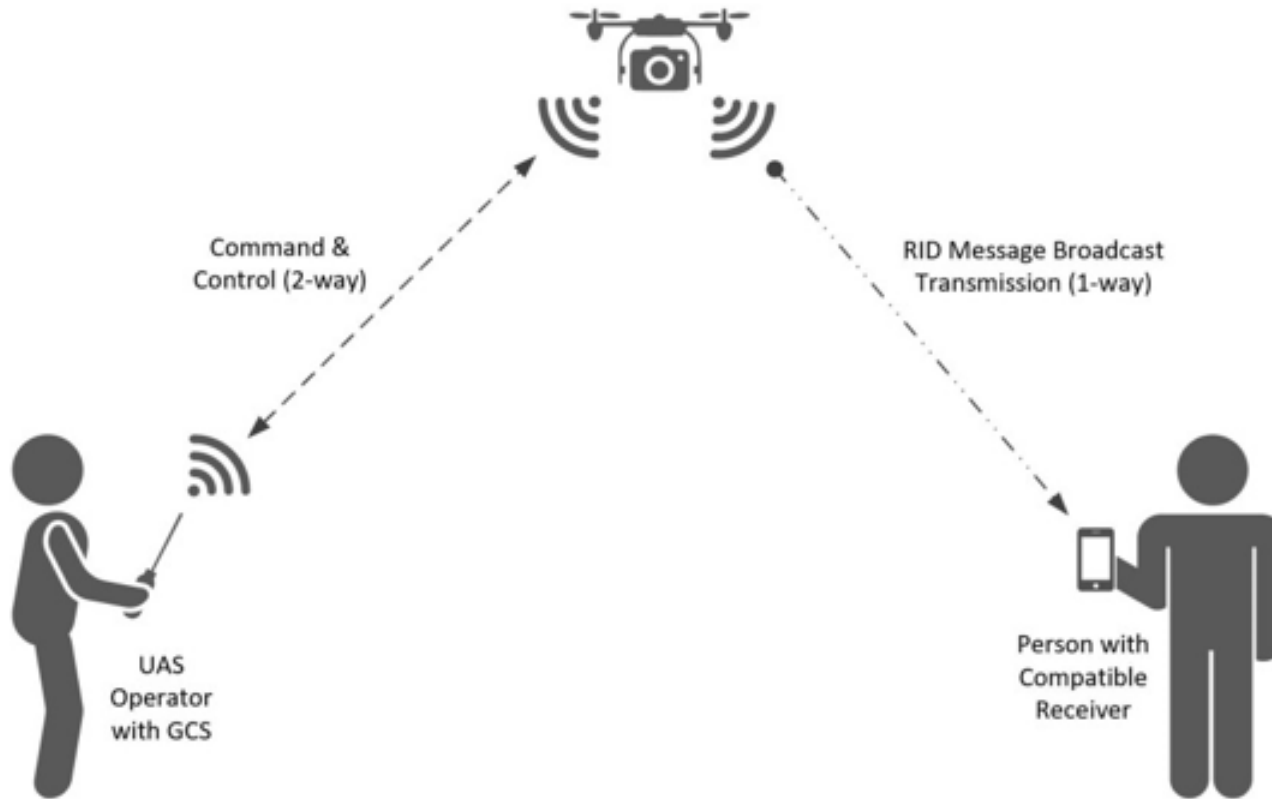 Command &
Control (2-way)
RID Message Broadcast
Transmission (1-way)
UAS
Operator
with GCS
Person with
Compatible
Receiver